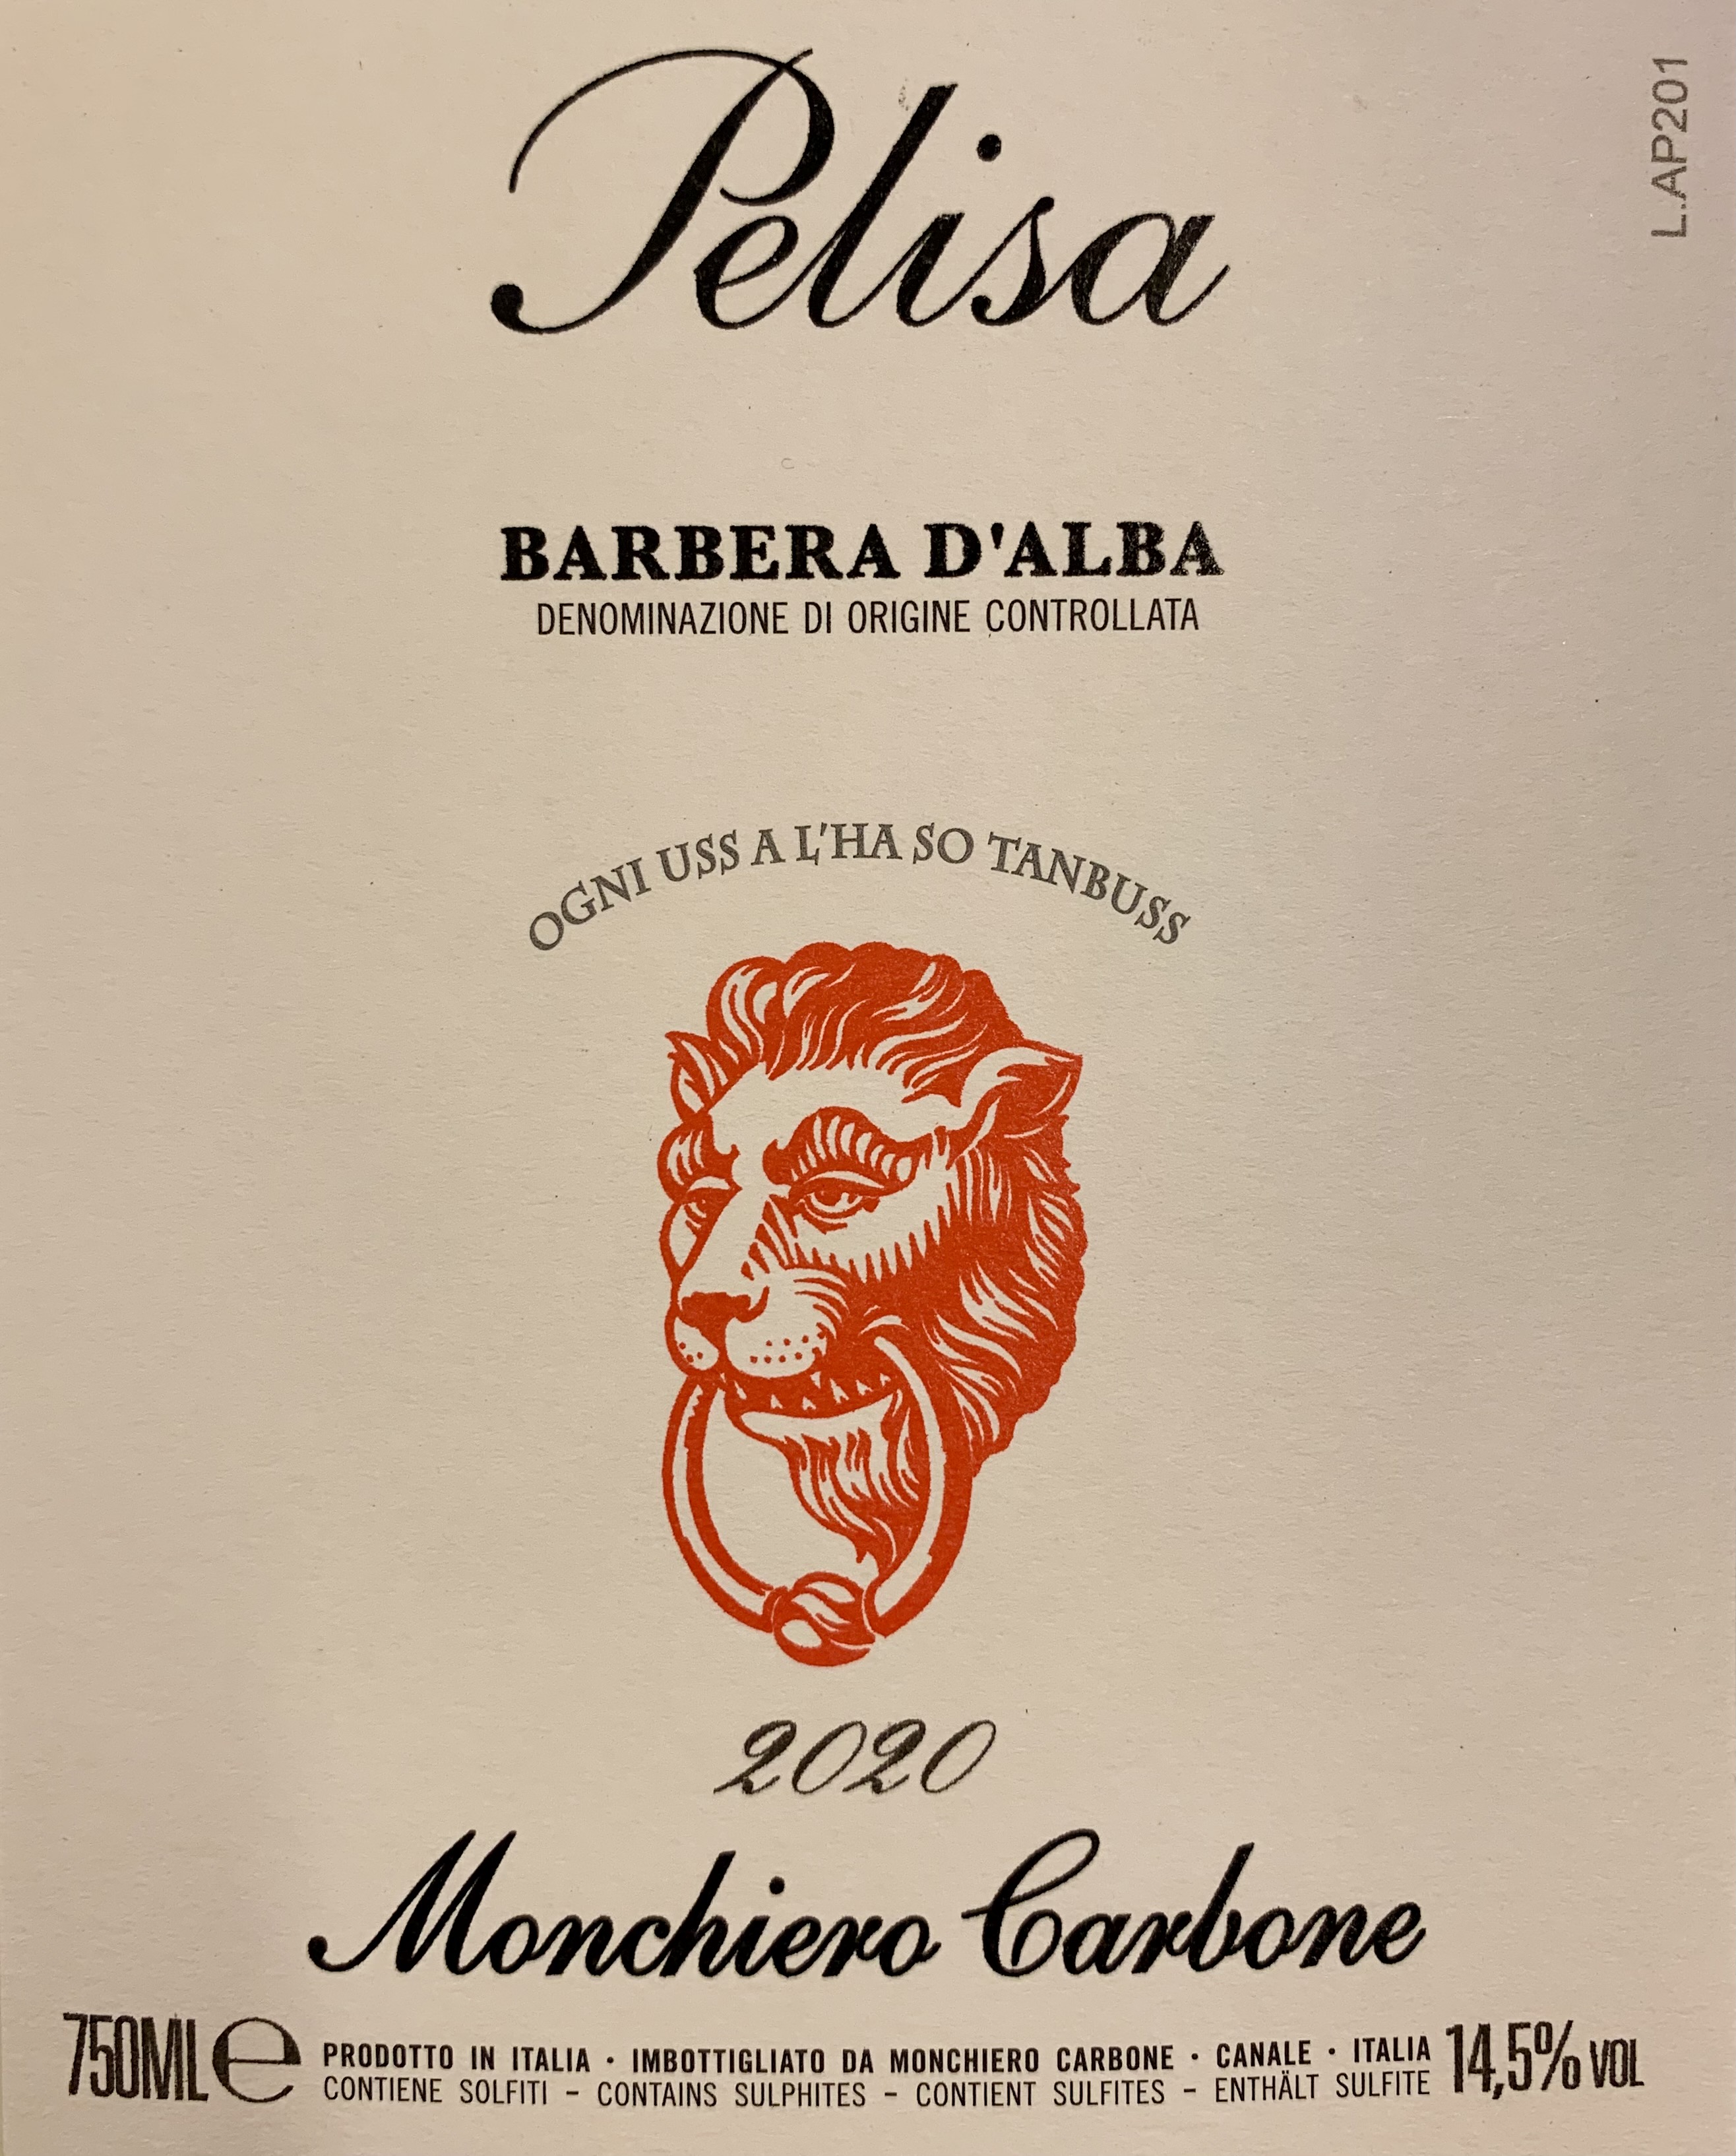 Pelisa
L.AP201
BARBERA D'ALBA
DENOMINAZIONE DI ORIGINE CONTROLLATA
OGNI USS A L'HA SO TANBUSS
2020
Monchiero Carbone
750ML e
PRODOTTO IN ITALIA · IMBOTTIGLIATO DA MONCHIERO CARBONE · CANALE · ITALIA
CONTIENE SOLFITI – CONTAINS SULPHITES – CONTIENT SULFITES – ENTHÄLT SULFITE
14,5% VOL